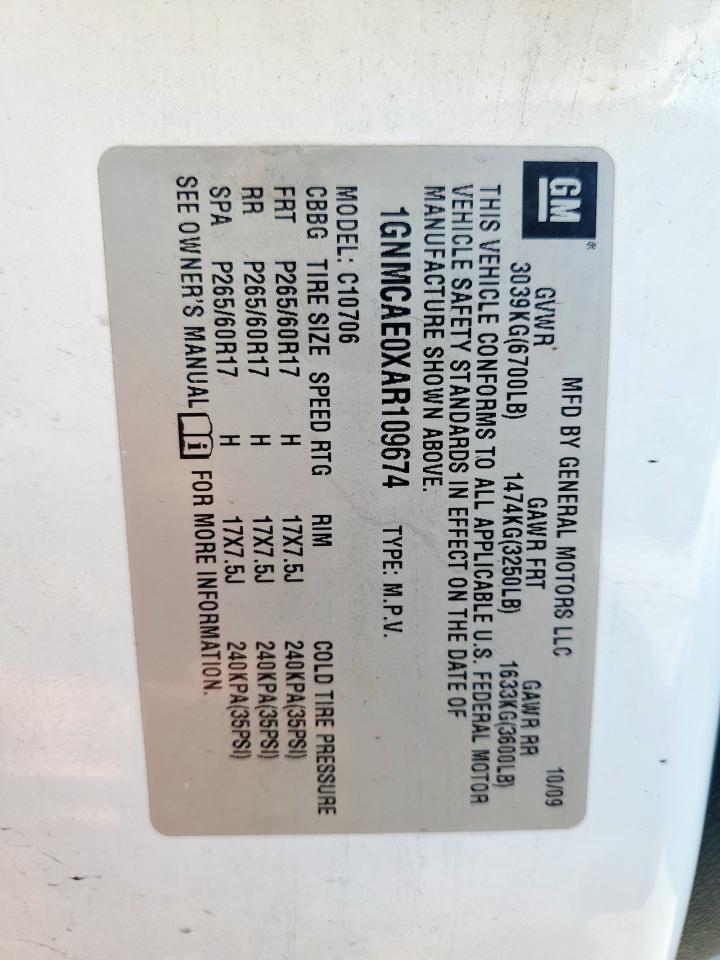 GM®
MFD BY GENERAL MOTORS LLC 10/09
GVWR GAWR FRT GAWR RR
3039KG(6700LB) 1474KG(3250LB) 1633KG(3600LB)
THIS VEHICLE CONFORMS TO ALL APPLICABLE U.S. FEDERAL MOTOR
VEHICLE SAFETY STANDARDS IN EFFECT ON THE DATE OF
MANUFACTURE SHOWN ABOVE.
1GNMCAE0XAR109674 TYPE: M.P.V.
MODEL: C10706
CBBG TIRE SIZE SPEED RTG RIM COLD TIRE PRESSURE
FRT P265/60R17 H 17X7.5J 240KPA(35PSI)
RR P265/60R17 H 17X7.5J 240KPA(35PSI)
SPA P265/60R17 H 17X7.5J 240KPA(35PSI)
SEE OWNER'S MANUAL i FOR MORE INFORMATION.